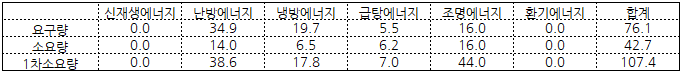 신재생에너지 난방에너지 냉방에너지 급탕에너지 조명에너지 환기에너지 합계
요구량 0.0 34.9 19.7 5.5 16.0 0.0 76.1
소요량 0.0 14.0 6.5 6.2 16.0 0.0 42.7
1차소요량 0.0 38.6 17.8 7.0 44.0 0.0 107.4